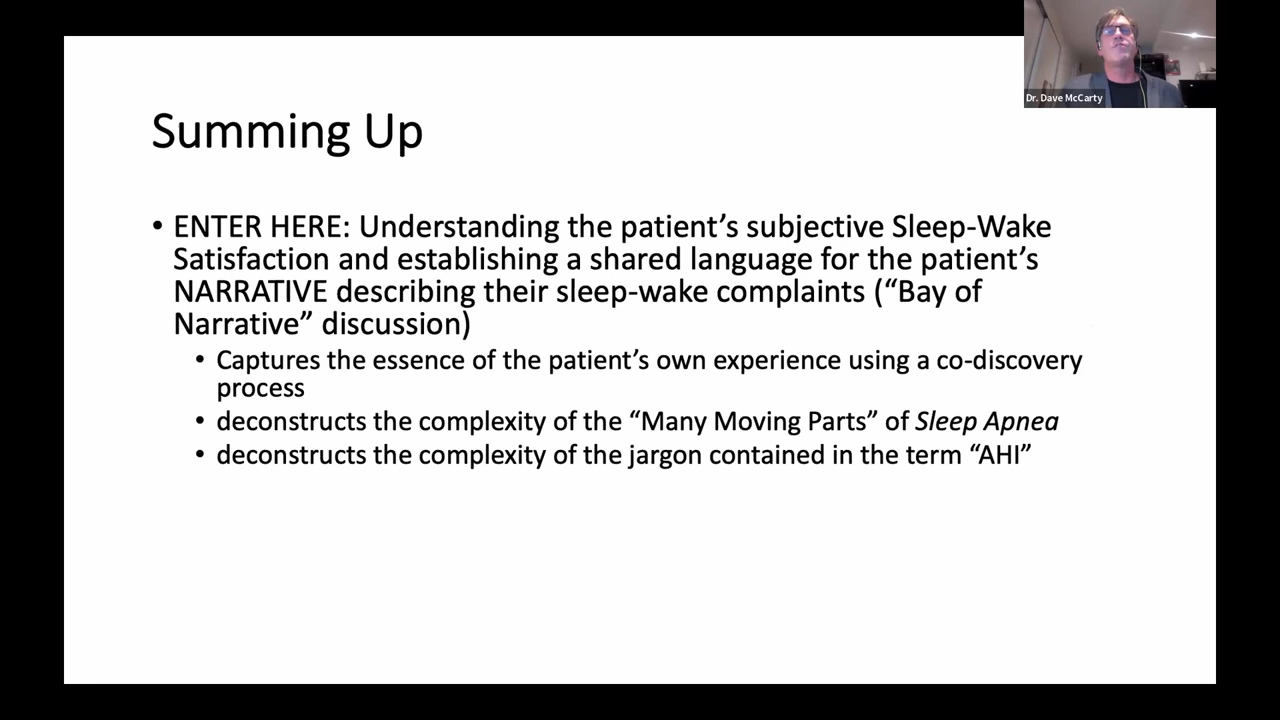 Dr. Dave McCarty
Summing Up
• ENTER HERE: Understanding the patient’s subjective Sleep-Wake
Satisfaction and establishing a shared language for the patient’s
NARRATIVE describing their sleep-wake complaints (“Bay of
Narrative” discussion)
• Captures the essence of the patient’s own experience using a co-discovery
process
• deconstructs the complexity of the “Many Moving Parts” of Sleep Apnea
• deconstructs the complexity of the jargon contained in the term “AHI”